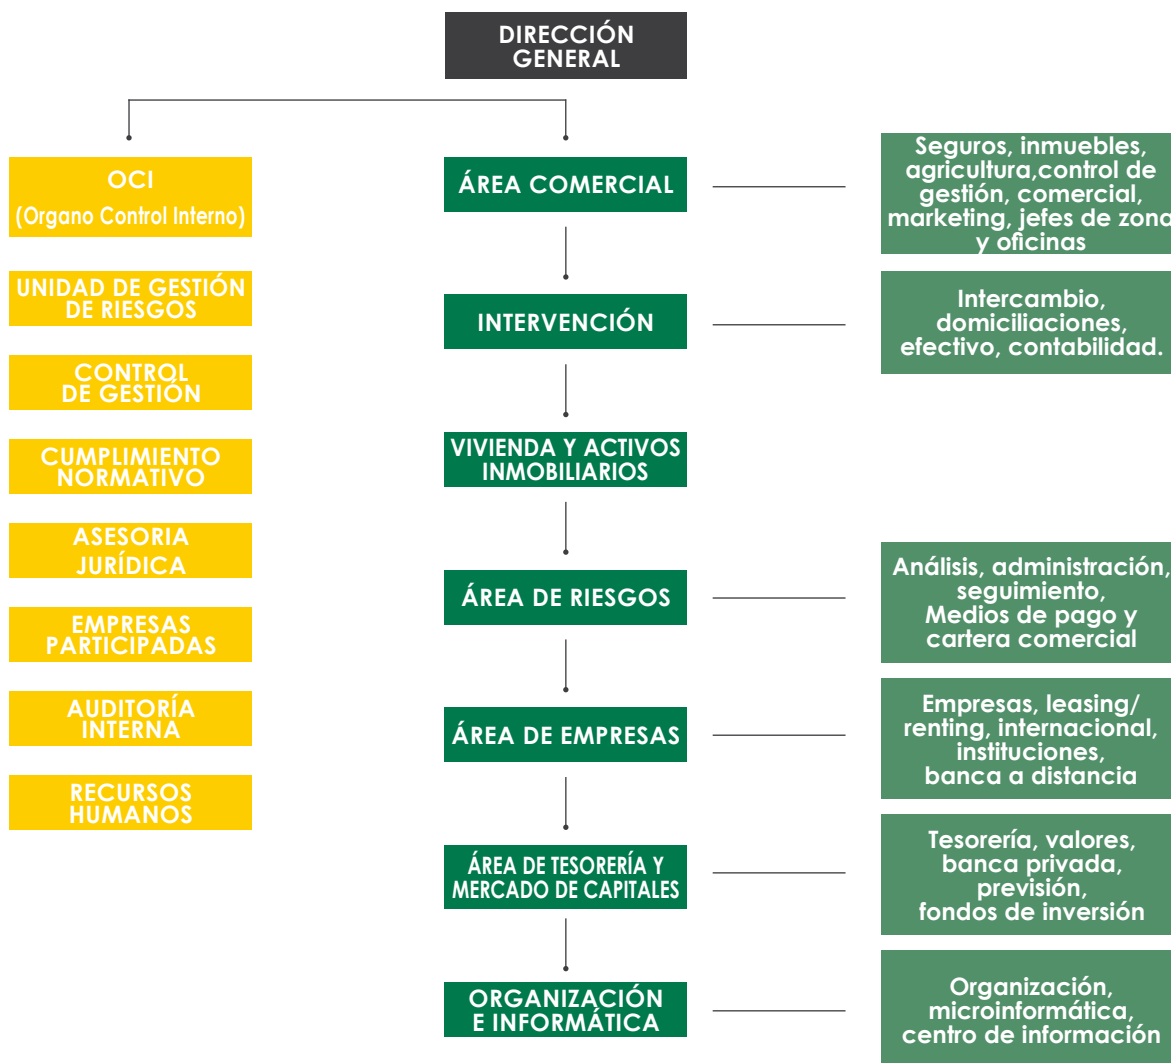 DIRECCIÓN
GENERAL
OCI
(Organo Control Interno)
UNIDAD DE GESTIÓN
DE RIESGOS
CONTROL
DE GESTIÓN
CUMPLIMIENTO
NORMATIVO
ASESORIA
JURÍDICA
EMPRESAS
PARTICIPADAS
AUDITORÍA
INTERNA
RECURSOS
HUMANOS
ÁREA COMERCIAL
Seguros, inmuebles,
agricultura,control de
gestión, comercial,
marketing, jefes de zona
y oficinas
INTERVENCIÓN
Intercambio,
domiciliaciones,
efectivo, contabilidad.
VIVIENDA Y ACTIVOS
INMOBILIARIOS
ÁREA DE RIESGOS
Análisis, administración,
seguimiento,
Medios de pago y
cartera comercial
ÁREA DE EMPRESAS
Empresas, leasing/
renting, internacional,
instituciones,
banca a distancia
ÁREA DE TESORERÍA Y
MERCADO DE CAPITALES
Tesorería, valores,
banca privada,
previsión,
fondos de inversión
ORGANIZACIÓN
E INFORMÁTICA
Organización,
microinformática,
centro de información